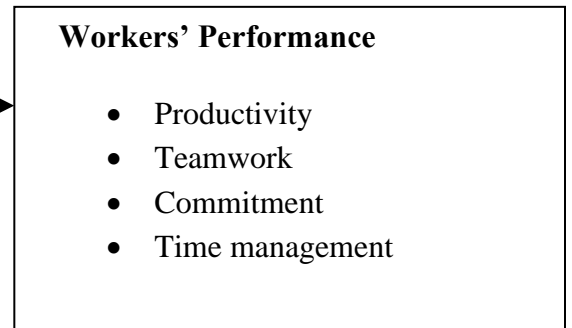 Workers’ Performance
• Productivity
• Teamwork
• Commitment
• Time management